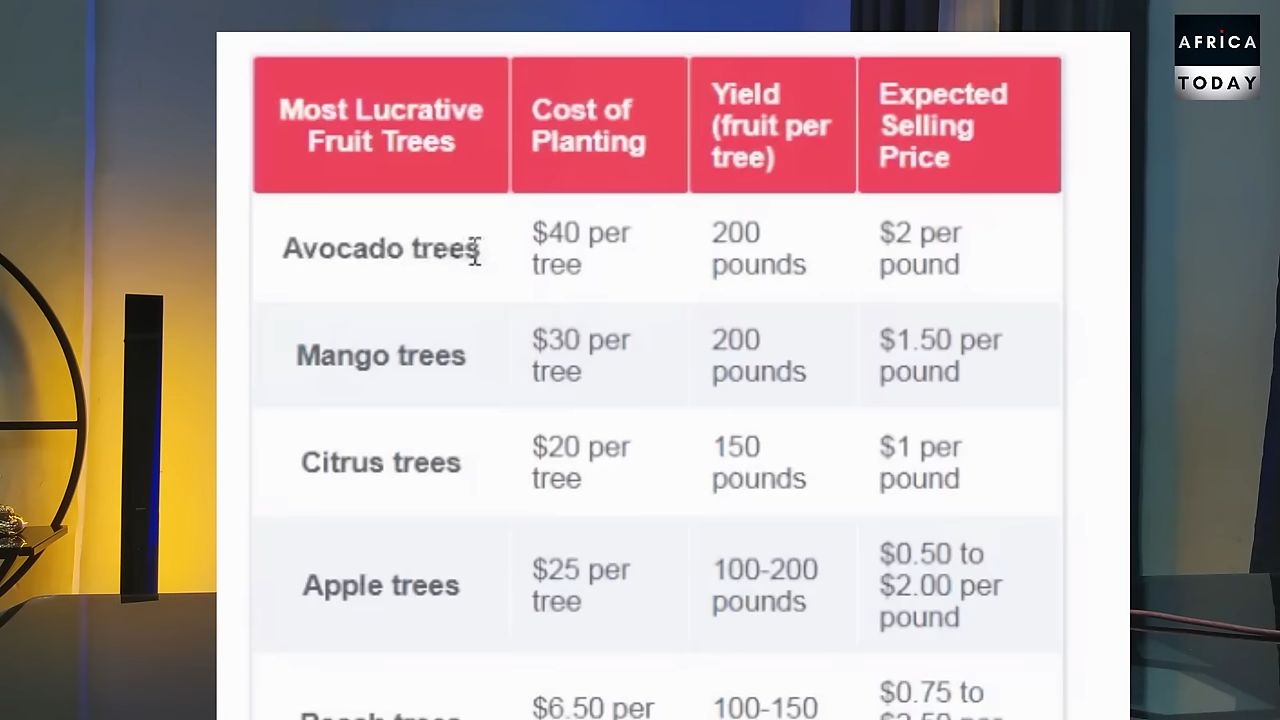 AFRICA
TODAY
Most Lucrative
Fruit Trees
Cost of
Planting
Yield
(fruit per
tree)
Expected
Selling
Price
Avocado trees
$40 per
tree
200
pounds
$2 per
pound
Mango trees
$30 per
tree
200
pounds
$1.50 per
pound
Citrus trees
$20 per
tree
150
pounds
$1 per
pound
Apple trees
$25 per
tree
100-200
pounds
$0.50 to
$2.00 per
pound
$6.50 per
100-150
$0.75 to